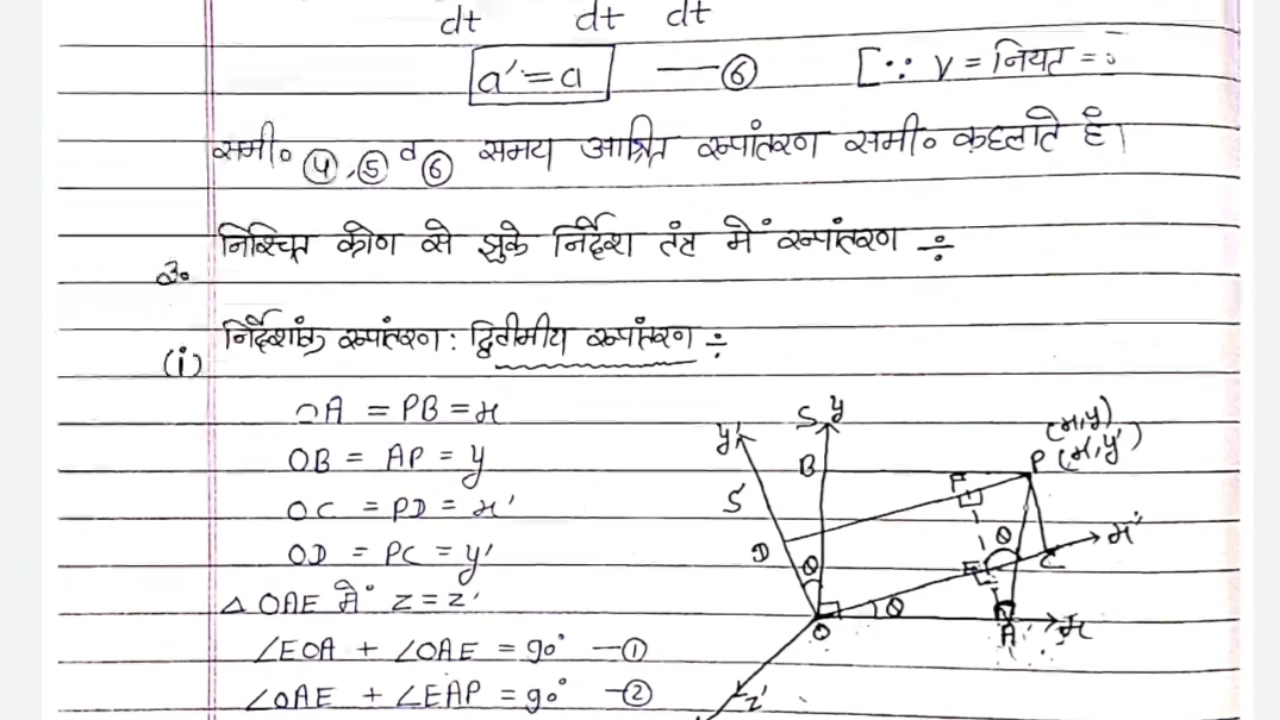 dt dt dt
a' = a — ⑥ [∵ v = नियत =
समी० ④,⑤ व ⑥ समय आश्रित रूपांतरण समी० कहलाते हैं।
3. निश्चित कोण से झुके निर्देश तंत्र में रूपांतरण ÷
(i) निर्देशांक रूपांतरण : द्वितीमीय रूपांतरण ÷
OA = PB = x
OB = AP = y
OC = PD = x'
OD = PC = y'
△ OAE में z = z'
∠EOA + ∠OAE = 90° —①
∠OAE + ∠EAP = 90° —②
y' S y
(x,y)
B P (x,y')
F
S'
D θ θ x'
E C
θ
O A x
z'